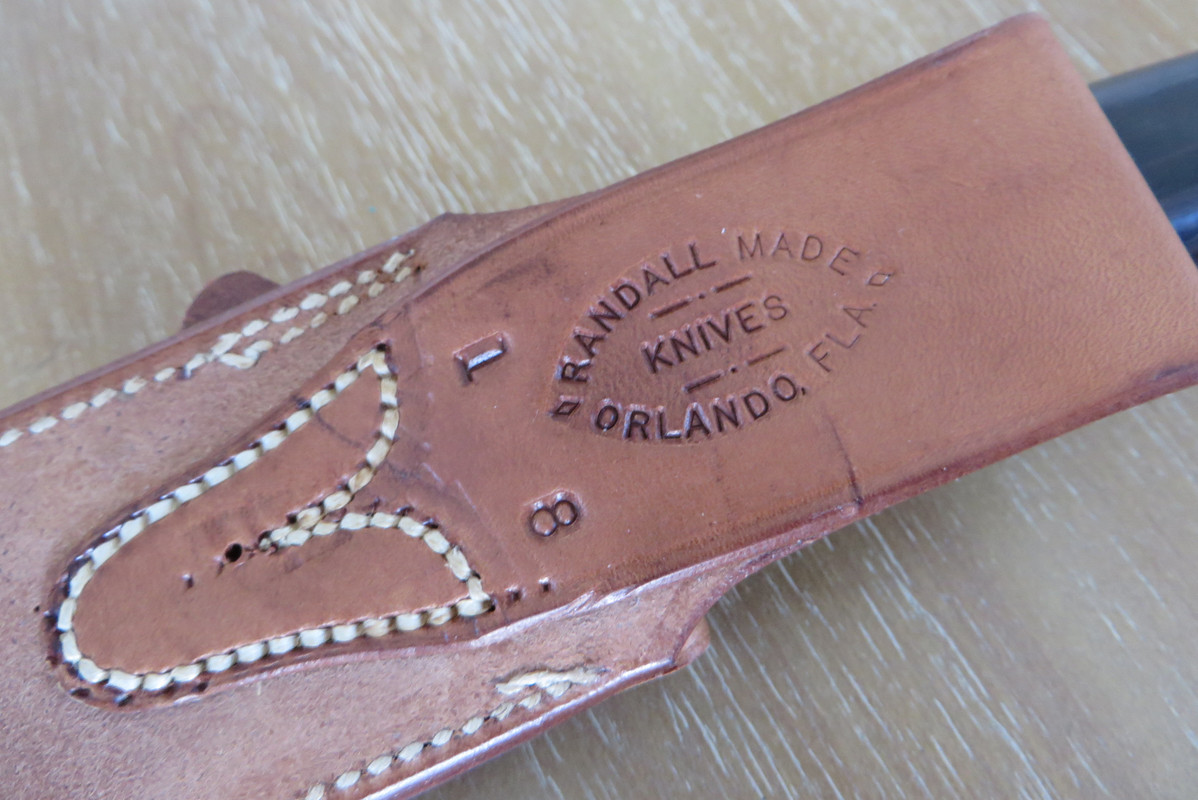 RANDALL MADE
KNIVES
ORLANDO, FLA.
1
8"